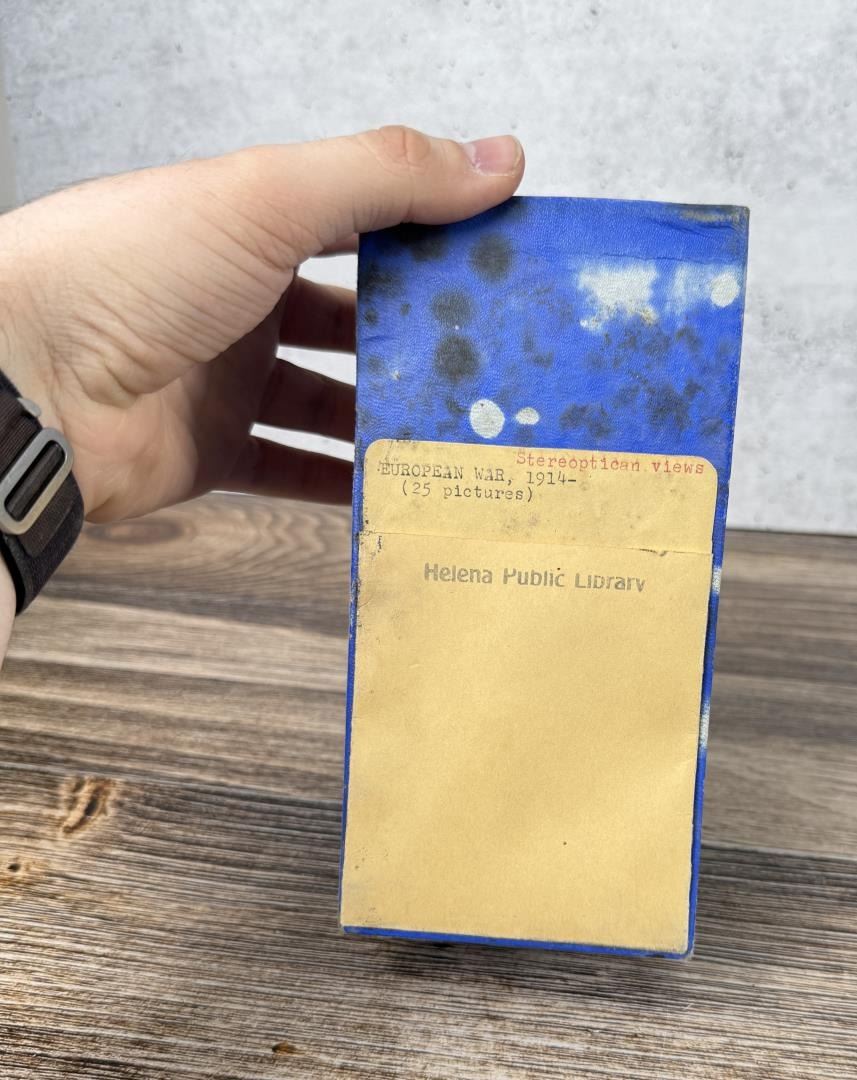 Stereoptican views
EUROPEAN WAR, 1914-
(25 pictures)
Helena Public Library